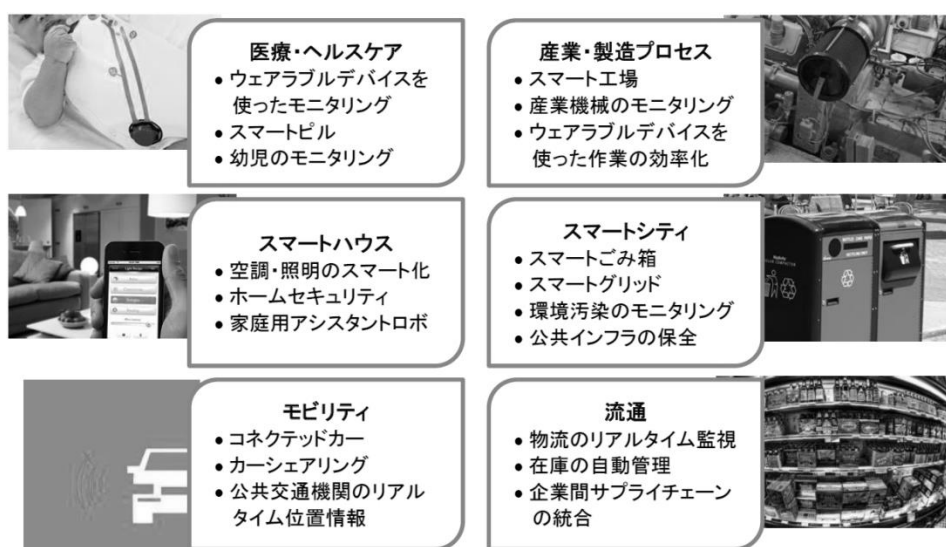 医療・ヘルスケア
● ウェアラブルデバイスを
使ったモニタリング
● スマートピル
● 幼児のモニタリング
産業・製造プロセス
● スマート工場
● 産業機械のモニタリング
● ウェアラブルデバイスを
使った作業の効率化
スマートハウス
● 空調・照明のスマート化
● ホームセキュリティ
● 家庭用アシスタントロボ
スマートシティ
● スマートごみ箱
● スマートグリッド
● 環境汚染のモニタリング
● 公共インフラの保全
モビリティ
● コネクテッドカー
● カーシェアリング
● 公共交通機関のリアル
タイム位置情報
流通
● 物流のリアルタイム監視
● 在庫の自動管理
● 企業間サプライチェーン
の統合